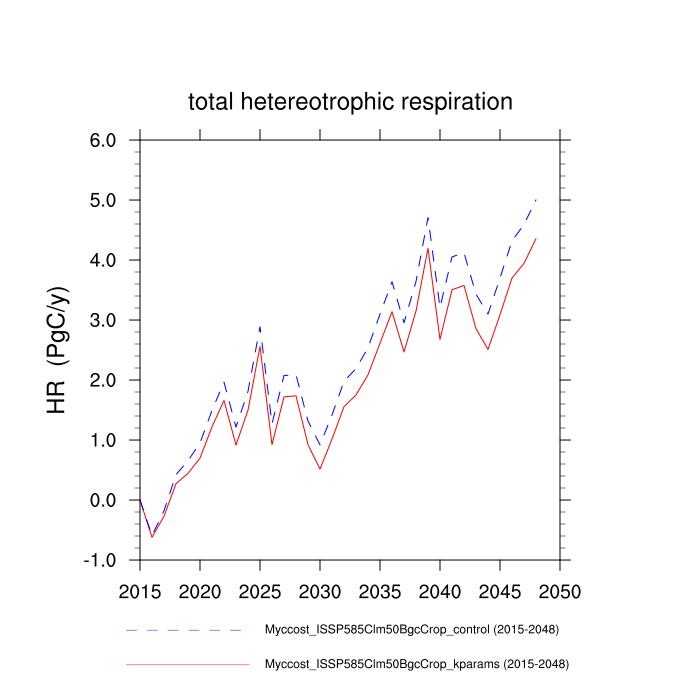 total hetereotrophic respiration
HR (PgC/y)
6.0
5.0
4.0
3.0
2.0
1.0
0.0
-1.0
2015 2020 2025 2030 2035 2040 2045 2050
Myccost_ISSP585Clm50BgcCrop_control (2015-2048)
Myccost_ISSP585Clm50BgcCrop_kparams (2015-2048)